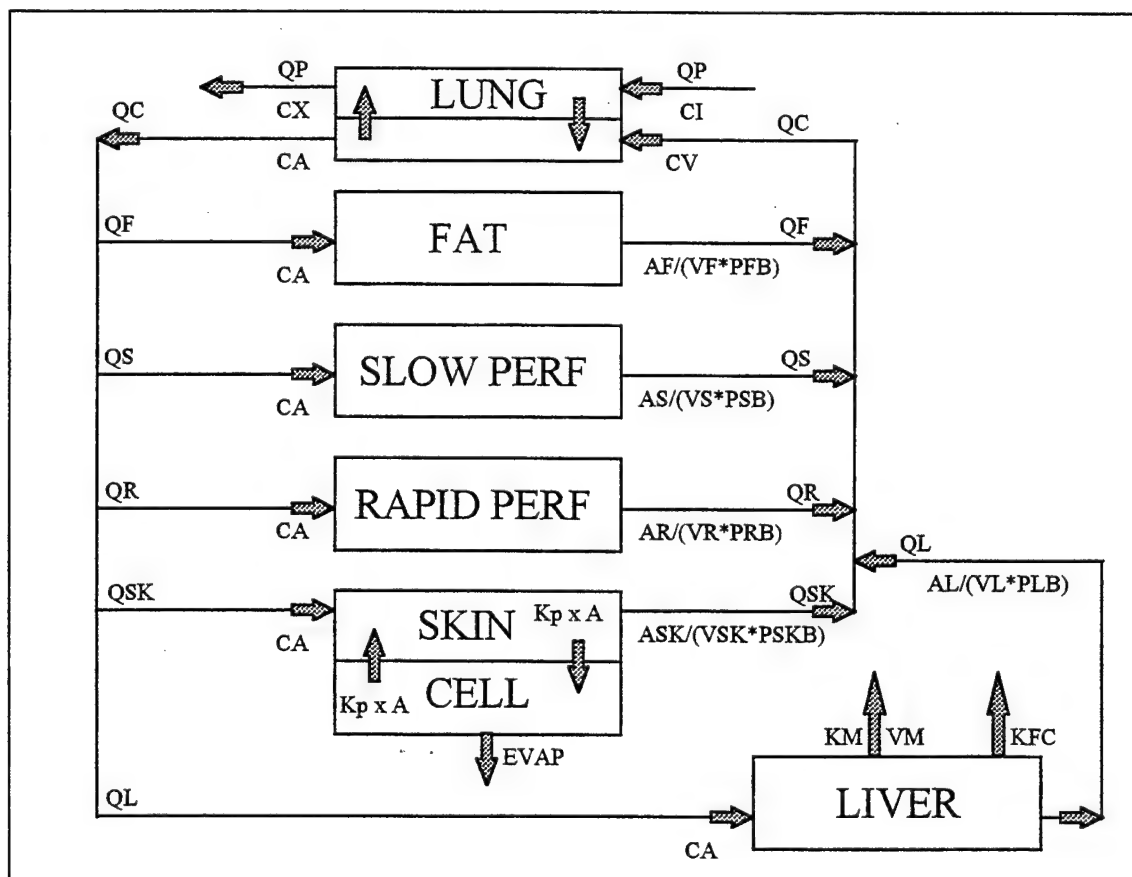 QP
LUNG
QP
QC
CX
CI
QC
CA
CV
QF
FAT
QF
CA
AF/(VF*PFB)
QS
SLOW PERF
QS
CA
AS/(VS*PSB)
QR
RAPID PERF
QR
CA
AR/(VR*PRB)
QL
AL/(VL*PLB)
QSK
SKIN
Kp x A
QSK
CA
ASK/(VSK*PSKB)
Kp x A
CELL
EVAP
KM
VM
KFC
QL
LIVER
CA